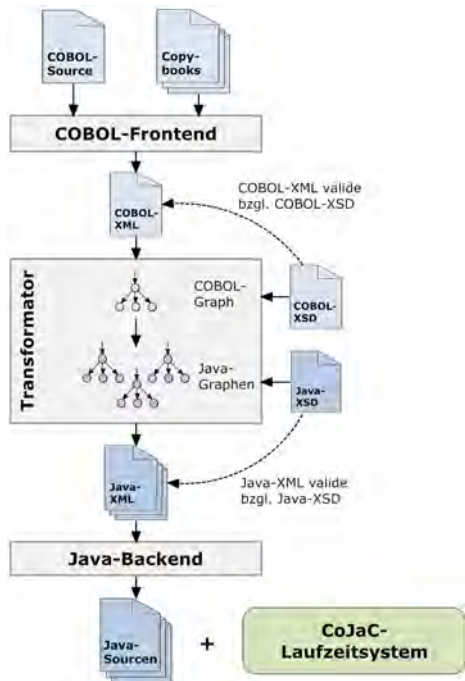 COBOL-
Source
Copy-
books
COBOL-Frontend
COBOL-
XML
COBOL-XML valide
bzgl. COBOL-XSD
Transformator
COBOL-
Graph
COBOL-
XSD
Java-
Graphen
Java-
XSD
Java-
XML
Java-XML valide
bzgl. Java-XSD
Java-Backend
Java-
Sourcen
+
CoJaC-
Laufzeitsystem